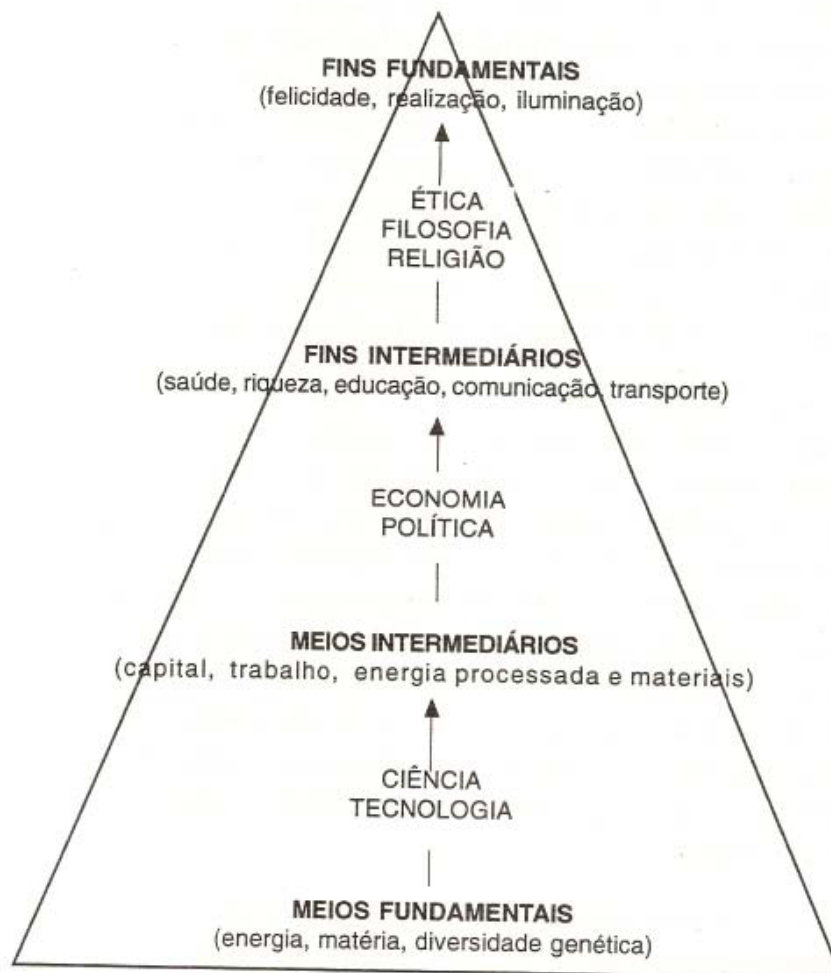 FINS FUNDAMENTAIS
(felicidade, realização, iluminação)
ÉTICA
FILOSOFIA
RELIGIÃO
FINS INTERMEDIÁRIOS
(saúde, riqueza, educação, comunicação, transporte)
ECONOMIA
POLÍTICA
MEIOS INTERMEDIÁRIOS
(capital, trabalho, energia processada e materiais)
CIÊNCIA
TECNOLOGIA
MEIOS FUNDAMENTAIS
(energia, matéria, diversidade genética)